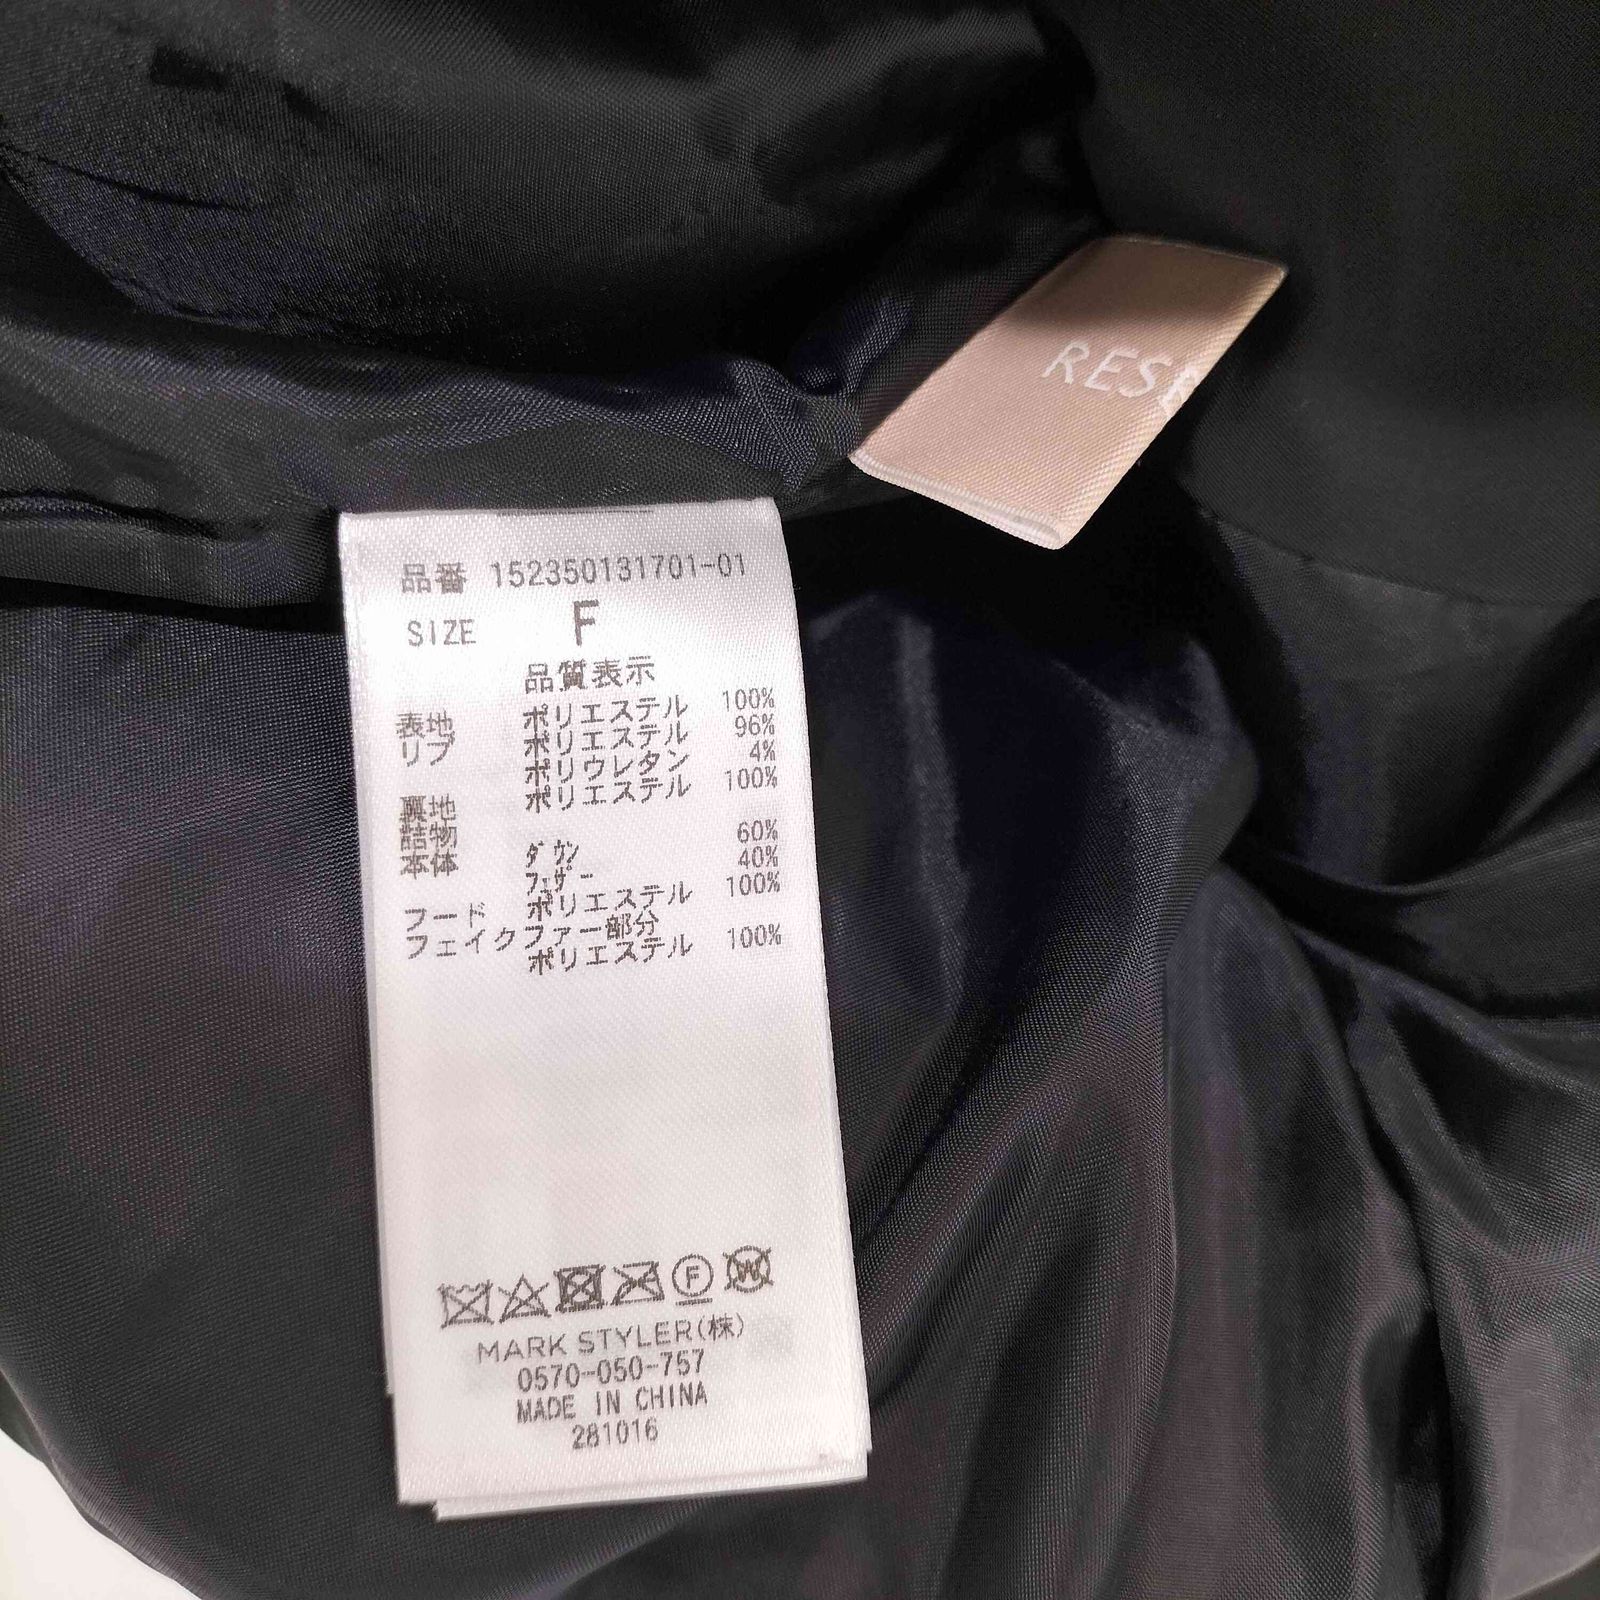 RESE
品番 152350131701-01
SIZE F
品質表示
表地 ポリエステル 100%
リブ ポリエステル 96%
ポリウレタン 4%
裏地 ポリエステル 100%
詰物
本体 ダウン 60%
フェザー 40%
フード ポリエステル 100%
フェイクファー部分
ポリエステル 100%
F W
MARK STYLER(株)
0570-050-757
MADE IN CHINA
281016